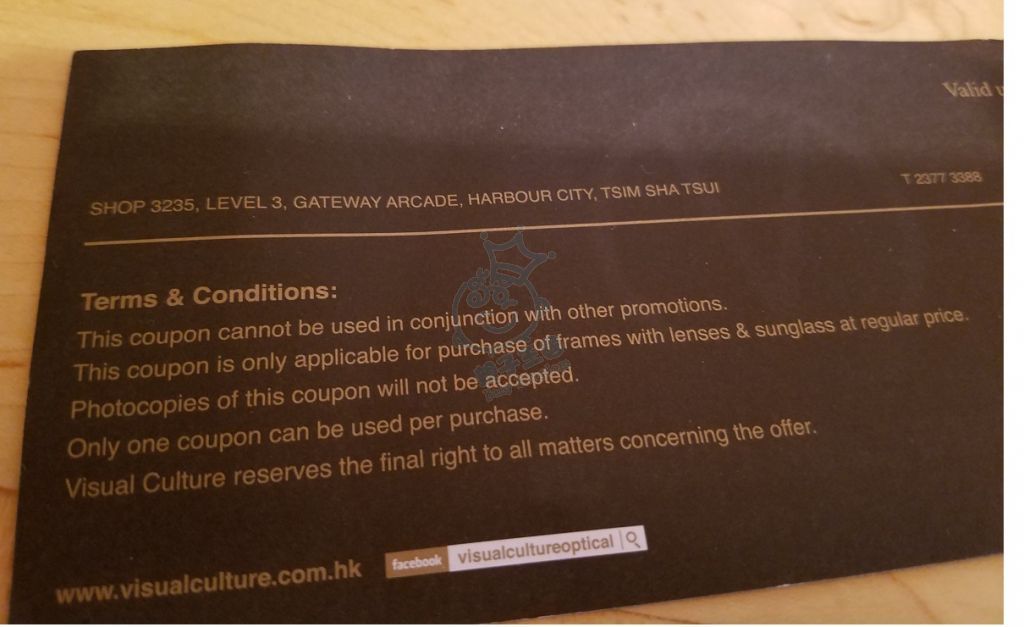 Valid
SHOP 3235, LEVEL 3, GATEWAY ARCADE, HARBOUR CITY, TSIM SHA TSUI T 2377 3388
Terms & Conditions:
This coupon cannot be used in conjunction with other promotions.
This coupon is only applicable for purchase of frames with lenses & sunglass at regular price.
Photocopies of this coupon will not be accepted.
Only one coupon can be used per purchase.
Visual Culture reserves the final right to all matters concerning the offer.
www.visualculture.com.hk facebook visualcultureoptical